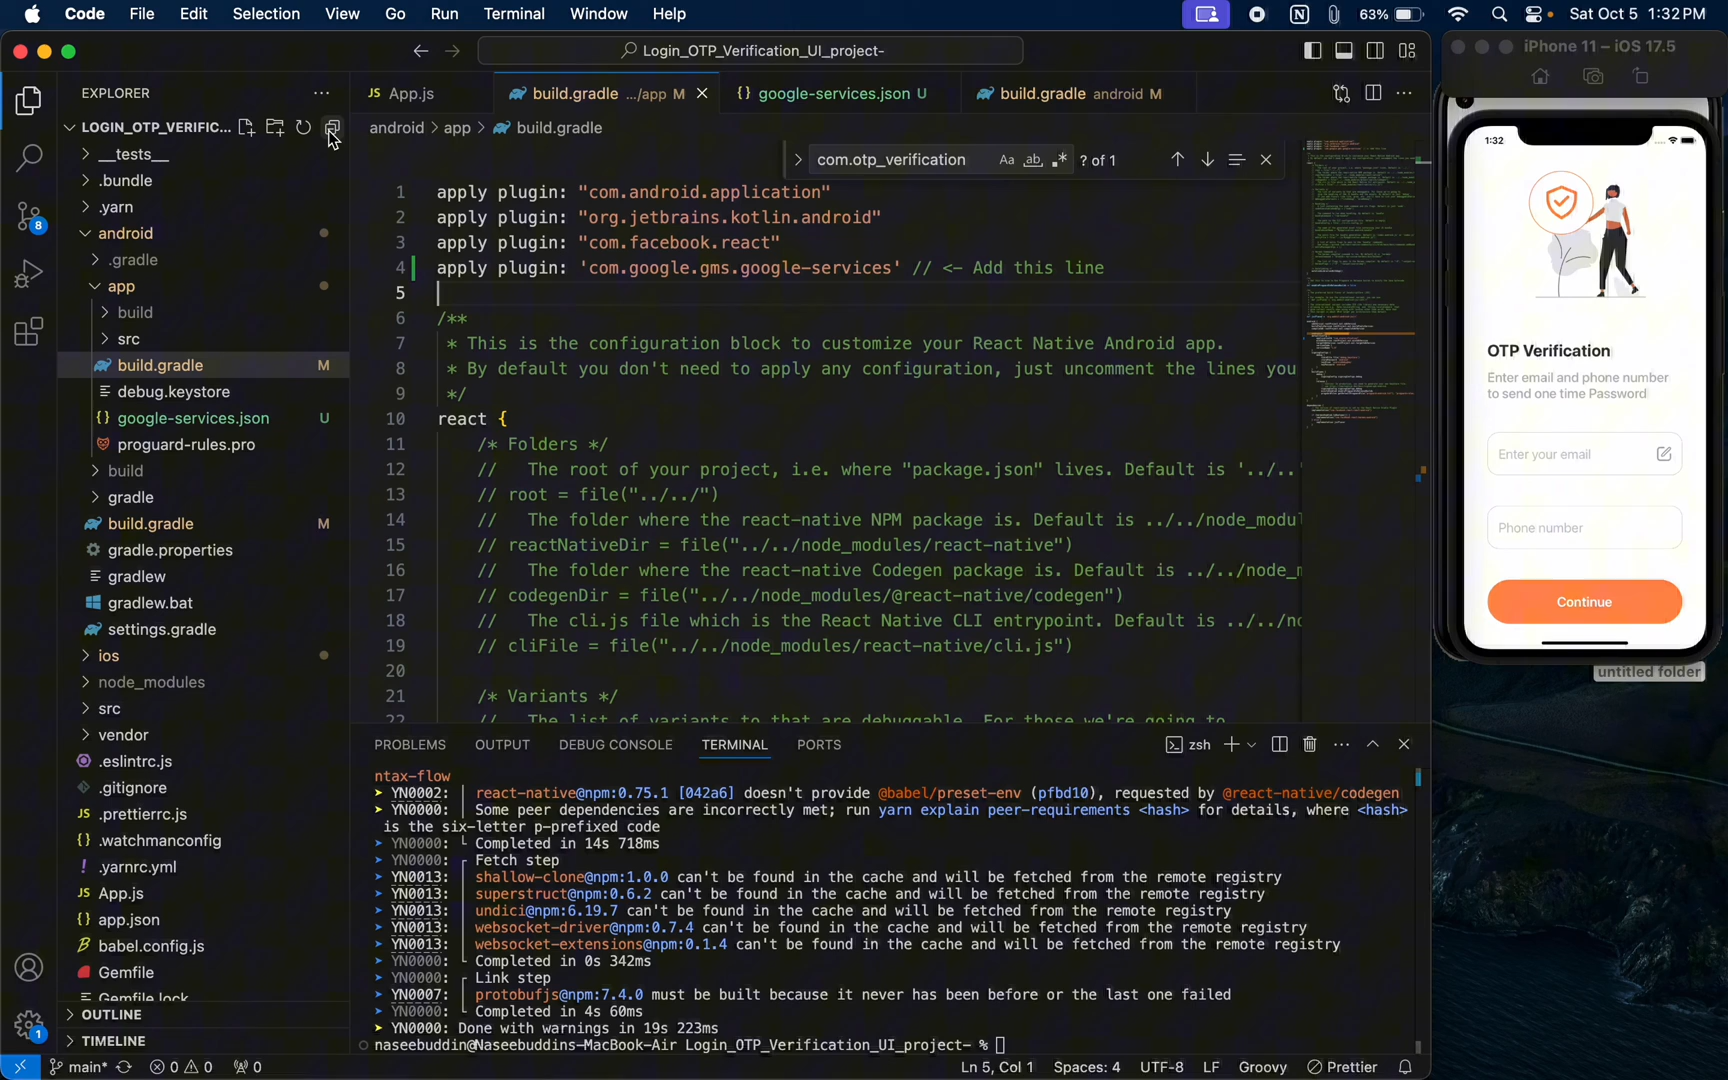 Code File Edit Selection View Go Run Terminal Window Help
63% Sat Oct 5 1:32 PM
Login_OTP_Verification_UI_project-
iPhone 11 – iOS 17.5
EXPLORER
LOGIN_OTP_VERIFIC...
__tests__
.bundle
.yarn
android
.gradle
app
build
src
build.gradle M
debug.keystore
google-services.json U
proguard-rules.pro
build
gradle
build.gradle M
gradle.properties
gradlew
gradlew.bat
settings.gradle
ios
node_modules
src
vendor
.eslintrc.js
.gitignore
.prettierrc.js
.watchmanconfig
.yarnrc.yml
App.js
app.json
babel.config.js
Gemfile
Gemfile.lock
OUTLINE
TIMELINE
8
1
JS App.js
build.gradle .../app M
{} google-services.json U
build.gradle android M
android > app > build.gradle
com.otp_verification Aa ab ? of 1
1 apply plugin: "com.android.application"
2 apply plugin: "org.jetbrains.kotlin.android"
3 apply plugin: "com.facebook.react"
4 apply plugin: 'com.google.gms.google-services' // <- Add this line
5
6 /**
7 * This is the configuration block to customize your React Native Android app.
8 * By default you don't need to apply any configuration, just uncomment the lines you
9 */
10 react {
11 /* Folders */
12 // The root of your project, i.e. where "package.json" lives. Default is '../..'
13 // root = file("../../")
14 // The folder where the react-native NPM package is. Default is ../../node_modul
15 // reactNativeDir = file("../../node_modules/react-native")
16 // The folder where the react-native Codegen package is. Default is ../../node_m
17 // codegenDir = file("../../node_modules/@react-native/codegen")
18 // The cli.js file which is the React Native CLI entrypoint. Default is ../../no
19 // cliFile = file("../../node_modules/react-native/cli.js")
20
21 /* Variants */
22 // The list of variants to that are debuggable. For those we're going to
PROBLEMS OUTPUT DEBUG CONSOLE TERMINAL PORTS
zsh
ntax-flow
➤ YN0002: │ react-native@npm:0.75.1 [042a6] doesn't provide @babel/preset-env (pfbd10), requested by @react-native/codegen
➤ YN0002: │ Some peer dependencies are incorrectly met; run yarn explain peer-requirements <hash> for details, where <hash>
is the six-letter p-prefixed code
➤ YN0000: └ Completed in 14s 718ms
➤ YN0000: ┌ Fetch step
➤ YN0013: │ shallow-clone@npm:1.0.0 can't be found in the cache and will be fetched from the remote registry
➤ YN0013: │ superstruct@npm:0.6.2 can't be found in the cache and will be fetched from the remote registry
➤ YN0013: │ undici@npm:6.19.7 can't be found in the cache and will be fetched from the remote registry
➤ YN0013: │ websocket-driver@npm:0.7.4 can't be found in the cache and will be fetched from the remote registry
➤ YN0013: │ websocket-extensions@npm:0.1.4 can't be found in the cache and will be fetched from the remote registry
➤ YN0000: └ Completed in 0s 342ms
➤ YN0000: ┌ Link step
➤ YN0007: │ protobufjs@npm:7.4.0 must be built because it never has been before or the last one failed
➤ YN0000: └ Completed in 4s 60ms
➤ YN0000: Done with warnings in 19s 223ms
naseebuddin@Naseebuddins-MacBook-Air Login_OTP_Verification_UI_project- %
main* 0 0 0
Ln 5, Col 1 Spaces: 4 UTF-8 LF Groovy Prettier
1:32
OTP Verification
Enter email and phone number
to send one time Password
Enter your email
Phone number
Continue
untitled folder